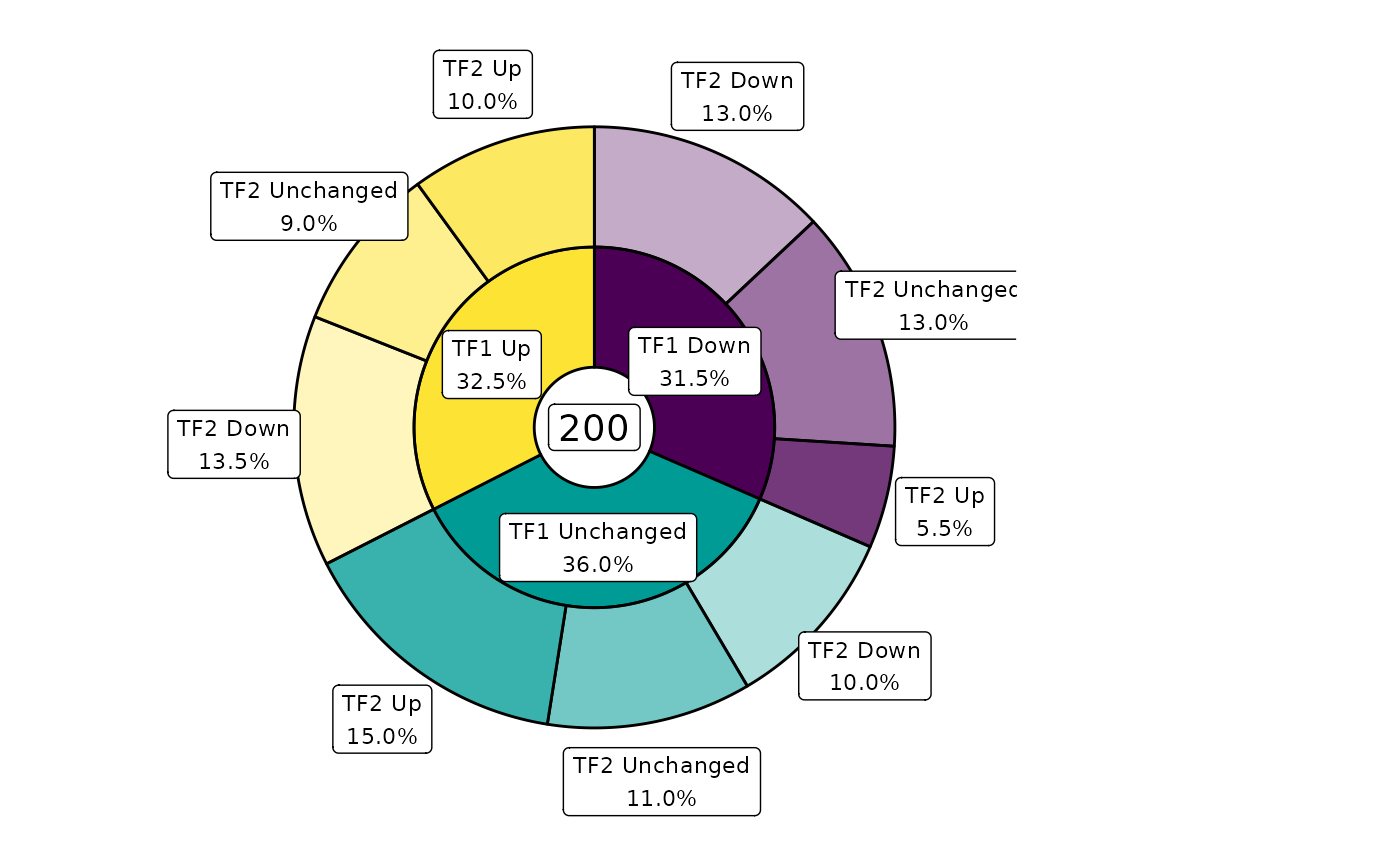 TF2 Up
10.0%
TF2 Down
13.0%
TF2 Unchanged
9.0%
TF2 Unchanged
13.0%
TF1 Up
32.5%
TF1 Down
31.5%
200
TF2 Down
13.5%
TF2 Up
5.5%
TF1 Unchanged
36.0%
TF2 Down
10.0%
TF2 Up
15.0%
TF2 Unchanged
11.0%